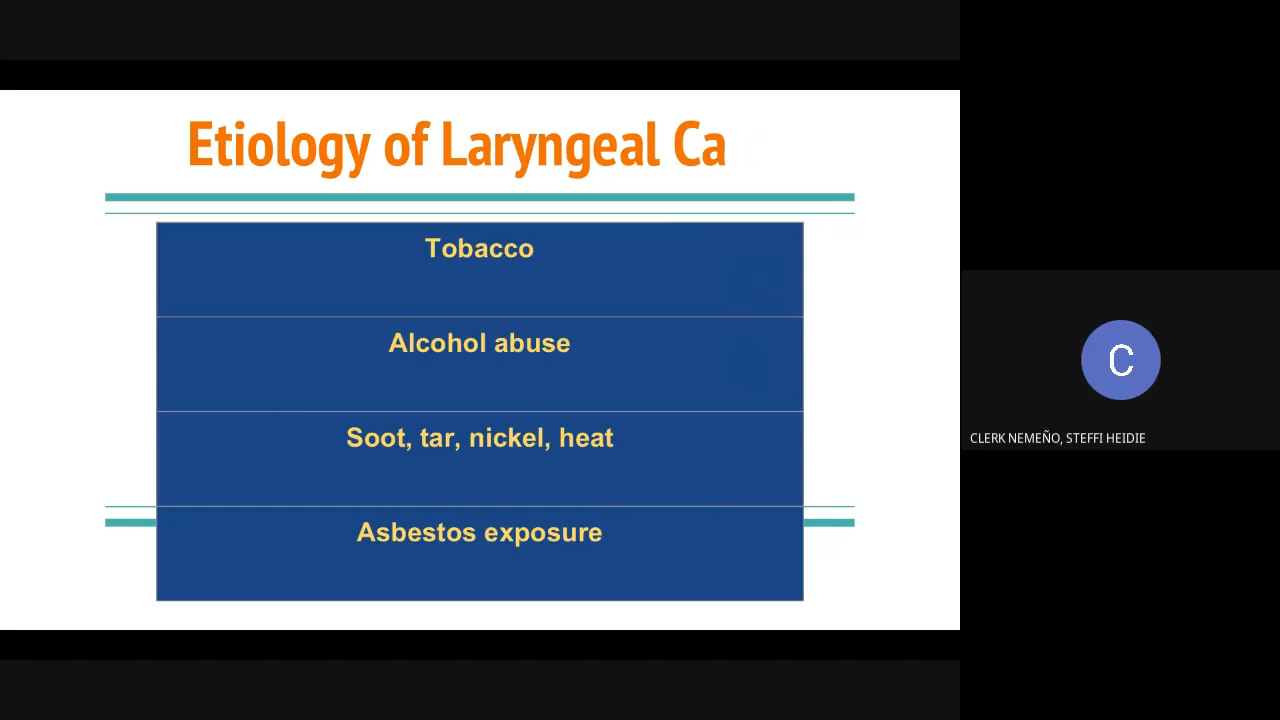 Etiology of Laryngeal Ca
Tobacco
Alcohol abuse
Soot, tar, nickel, heat
Asbestos exposure
C
CLERK NEMEÑO, STEFFI HEIDIE